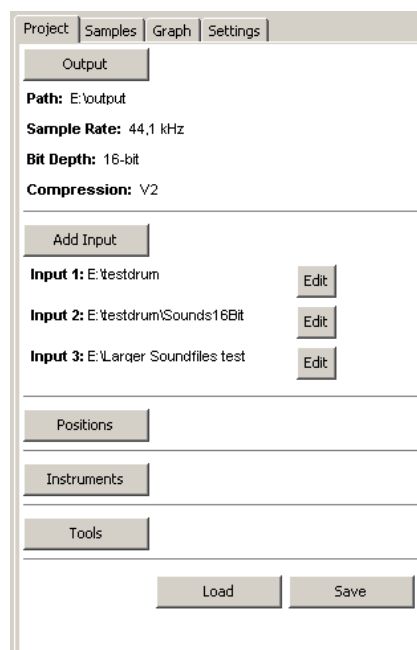 Project Samples Graph Settings
Output
Path: E:\output
Sample Rate: 44,1 kHz
Bit Depth: 16-bit
Compression: V2
Add Input
Input 1: E:\testdrum Edit
Input 2: E:\testdrum\Sounds16Bit Edit
Input 3: E:\Larger Soundfiles test Edit
Positions
Instruments
Tools
Load Save